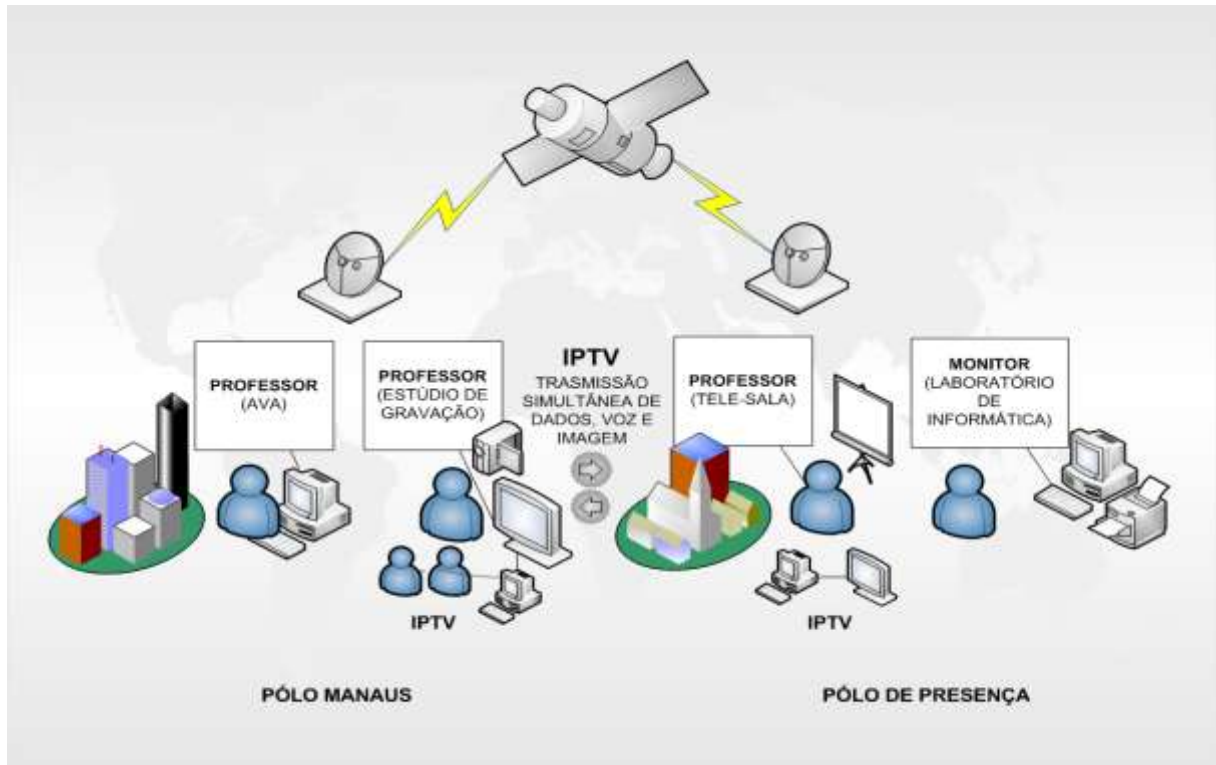 PROFESSOR
(AVA)
PROFESSOR
(ESTÚDIO DE
GRAVAÇÃO)
IPTV
TRASMISSÃO
SIMULTÂNEA DE
DADOS, VOZ E
IMAGEM
PROFESSOR
(TELE-SALA)
MONITOR
(LABORATÓRIO
DE
INFORMÁTICA)
IPTV
IPTV
PÓLO MANAUS
PÓLO DE PRESENÇA